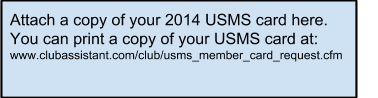 Attach a copy of your 2014 USMS card here.
You can print a copy of your USMS card at:
www.clubassistant.com/club/usms_member_card_request.cfm